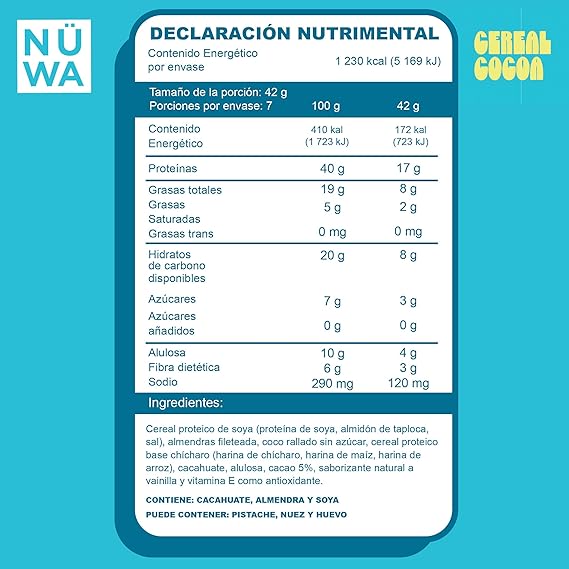 NÜ
WA
DECLARACIÓN NUTRIMENTAL
CEREAL
COCOA
Contenido Energético
por envase 1 230 kcal (5 169 kJ)
Tamaño de la porción: 42 g
Porciones por envase: 7 100 g 42 g
Contenido 410 kal 172 kal
Energético (1 723 kJ) (723 kJ)
Proteínas 40 g 17 g
Grasas totales 19 g 8 g
Grasas 5 g 2 g
Saturadas
Grasas trans 0 mg 0 mg
Hidratos 20 g 8 g
de carbono
disponibles
Azúcares 7 g 3 g
Azúcares
añadidos 0 g 0 g
Alulosa 10 g 4 g
Fibra dietética 6 g 3 g
Sodio 290 mg 120 mg
Ingredientes:
Cereal proteico de soya (proteína de soya, almidón de taploca,
sal), almendras fileteada, coco rallado sin azúcar, cereal proteico
base chícharo (harina de chícharo, harina de maíz, harina de
arroz), cacahuate, alulosa, cacao 5%, saborizante natural a
vainilla y vitamina E como antioxidante.
CONTIENE: CACAHUATE, ALMENDRA Y SOYA
PUEDE CONTENER: PISTACHE, NUEZ Y HUEVO